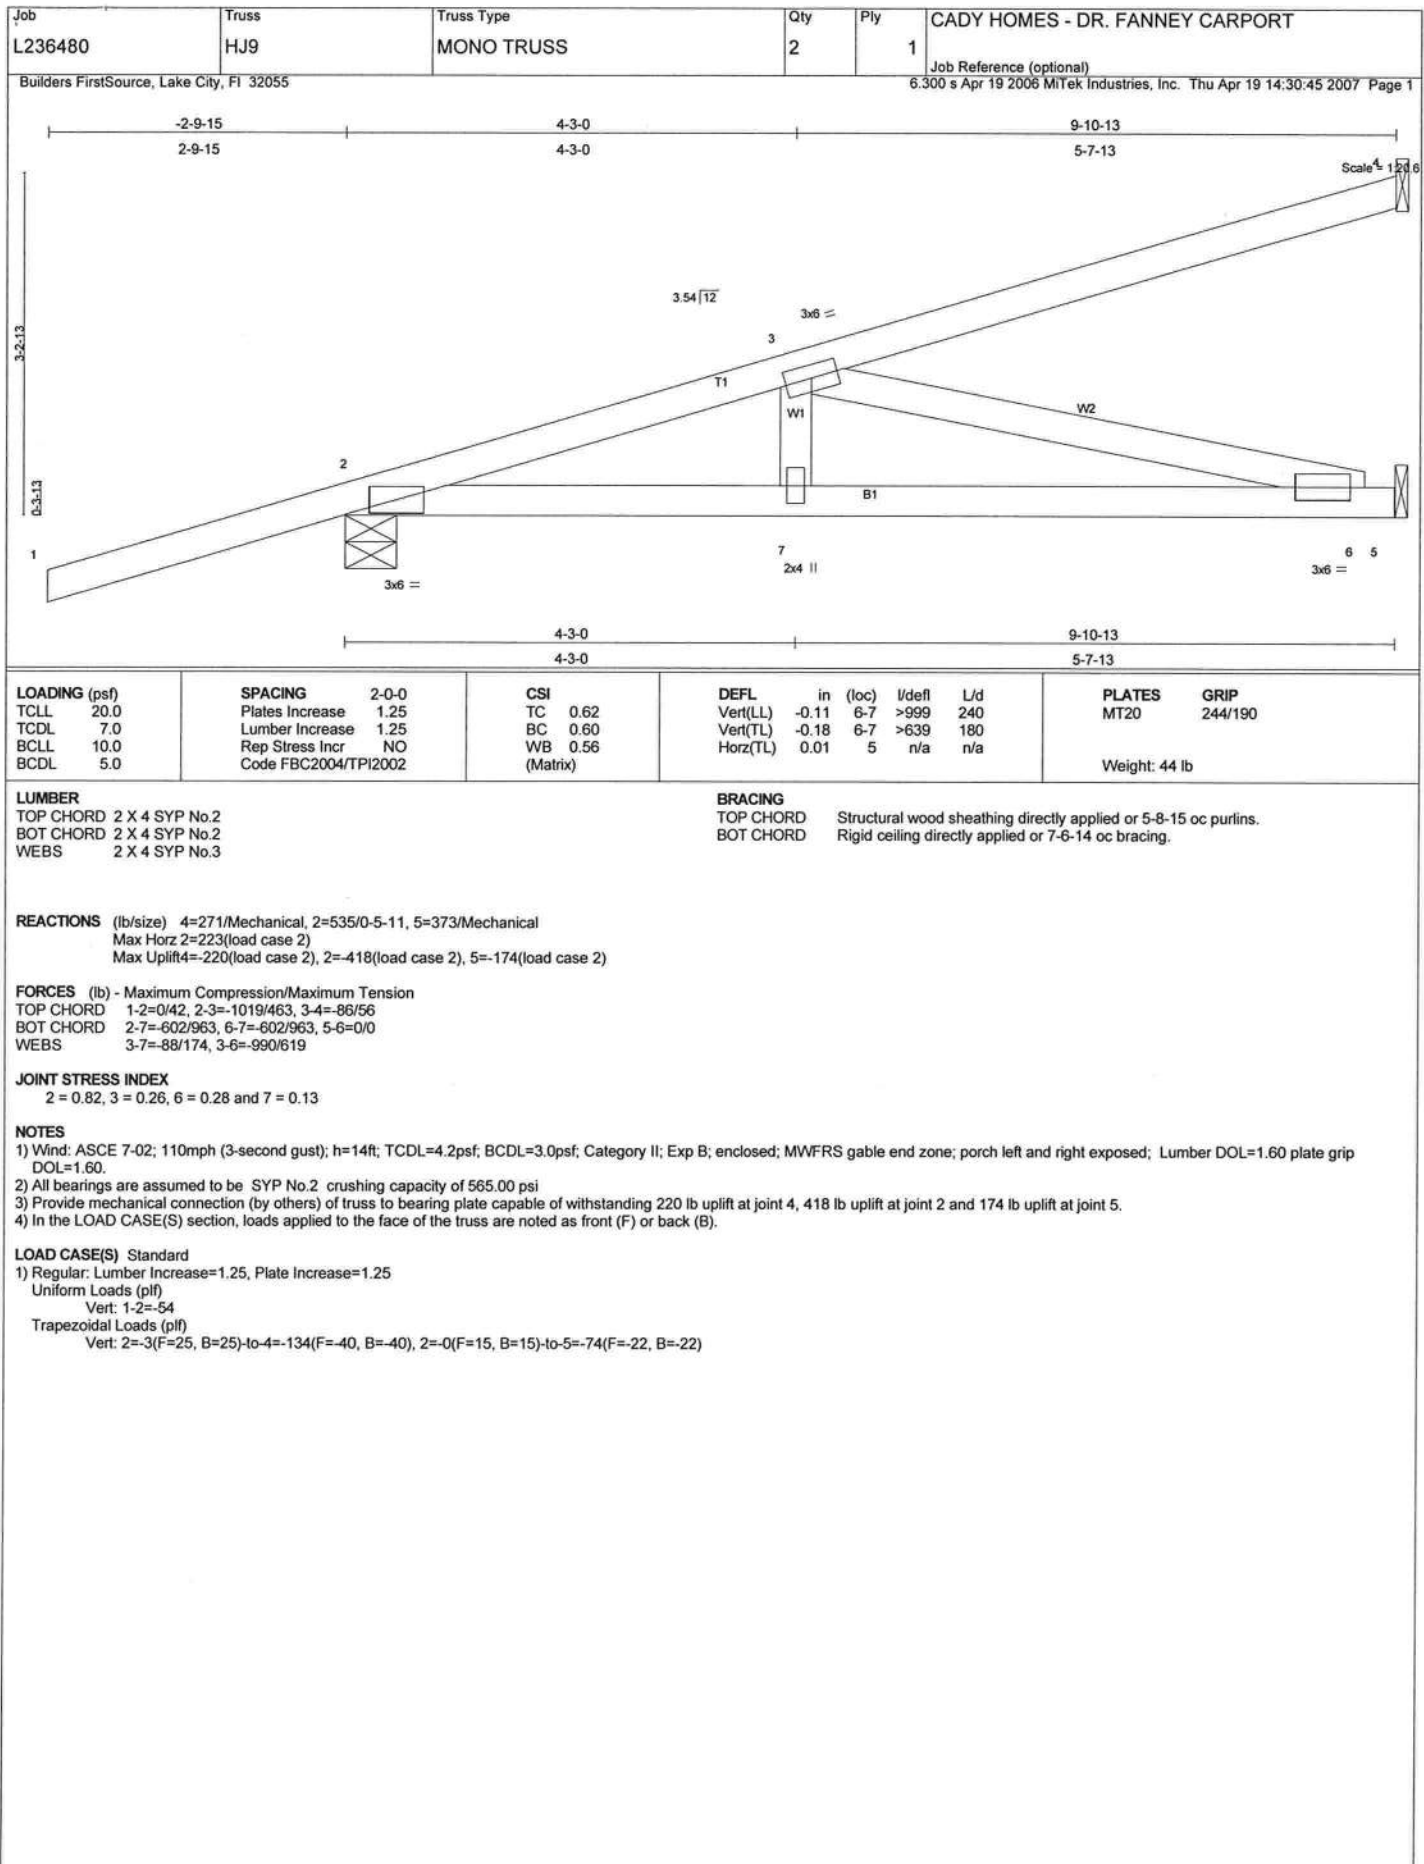 Job Truss Truss Type Qty Ply CADY HOMES - DR. FANNEY CARPORT
L236480 HJ9 MONO TRUSS 2 1
Job Reference (optional)
Builders FirstSource, Lake City, Fl 32055 6.300 s Apr 19 2006 MiTek Industries, Inc. Thu Apr 19 14:30:45 2007 Page 1
-2-9-15 4-3-0 9-10-13
2-9-15 4-3-0 5-7-13
4
Scale = 1:20.6
3.54 12
3x6 =
3
3-2-13
T1
W1
W2
2
0-3-13
B1
1
7
6 5
2x4 ||
3x6 =
3x6 =
4-3-0 9-10-13
4-3-0 5-7-13
LOADING (psf)
TCLL 20.0
TCDL 7.0
BCLL 10.0
BCDL 5.0
SPACING 2-0-0
Plates Increase 1.25
Lumber Increase 1.25
Rep Stress Incr NO
Code FBC2004/TPI2002
CSI
TC 0.62
BC 0.60
WB 0.56
(Matrix)
DEFL in (loc) l/defl L/d
Vert(LL) -0.11 6-7 >999 240
Vert(TL) -0.18 6-7 >639 180
Horz(TL) 0.01 5 n/a n/a
PLATES GRIP
MT20 244/190
Weight: 44 lb
LUMBER
TOP CHORD 2 X 4 SYP No.2
BOT CHORD 2 X 4 SYP No.2
WEBS 2 X 4 SYP No.3
BRACING
TOP CHORD Structural wood sheathing directly applied or 5-8-15 oc purlins.
BOT CHORD Rigid ceiling directly applied or 7-6-14 oc bracing.
REACTIONS (lb/size) 4=271/Mechanical, 2=535/0-5-11, 5=373/Mechanical
Max Horz 2=223(load case 2)
Max Uplift4=-220(load case 2), 2=-418(load case 2), 5=-174(load case 2)
FORCES (lb) - Maximum Compression/Maximum Tension
TOP CHORD 1-2=0/42, 2-3=-1019/463, 3-4=-86/56
BOT CHORD 2-7=-602/963, 6-7=-602/963, 5-6=0/0
WEBS 3-7=-88/174, 3-6=-990/619
JOINT STRESS INDEX
2 = 0.82, 3 = 0.26, 6 = 0.28 and 7 = 0.13
NOTES
1) Wind: ASCE 7-02; 110mph (3-second gust); h=14ft; TCDL=4.2psf; BCDL=3.0psf; Category II; Exp B; enclosed; MWFRS gable end zone; porch left and right exposed; Lumber DOL=1.60 plate grip
DOL=1.60.
2) All bearings are assumed to be SYP No.2 crushing capacity of 565.00 psi
3) Provide mechanical connection (by others) of truss to bearing plate capable of withstanding 220 lb uplift at joint 4, 418 lb uplift at joint 2 and 174 lb uplift at joint 5.
4) In the LOAD CASE(S) section, loads applied to the face of the truss are noted as front (F) or back (B).
LOAD CASE(S) Standard
1) Regular: Lumber Increase=1.25, Plate Increase=1.25
Uniform Loads (plf)
Vert: 1-2=-54
Trapezoidal Loads (plf)
Vert: 2=-3(F=25, B=25)-to-4=-134(F=-40, B=-40), 2=-0(F=15, B=15)-to-5=-74(F=-22, B=-22)